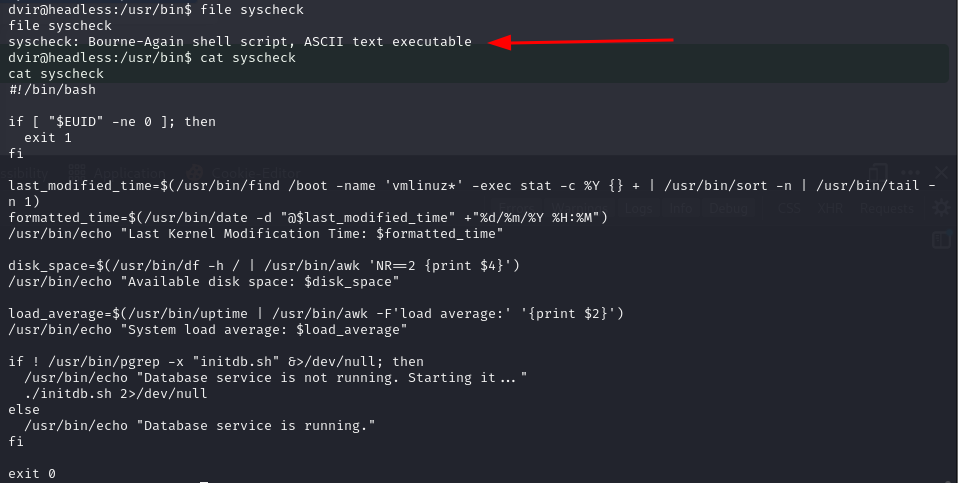 dvir@headless:/usr/bin$ file syscheck
file syscheck
syscheck: Bourne-Again shell script, ASCII text executable
dvir@headless:/usr/bin$ cat syscheck
cat syscheck
#!/bin/bash
if [ "$EUID" -ne 0 ]; then
  exit 1
fi
last_modified_time=$(/usr/bin/find /boot -name 'vmlinuz*' -exec stat -c %Y {} + | /usr/bin/sort -n | /usr/bin/tail -
n 1)
formatted_time=$(/usr/bin/date -d "@$last_modified_time" +"%d/%m/%Y %H:%M")
/usr/bin/echo "Last Kernel Modification Time: $formatted_time"
disk_space=$(/usr/bin/df -h / | /usr/bin/awk 'NR==2 {print $4}')
/usr/bin/echo "Available disk space: $disk_space"
load_average=$(/usr/bin/uptime | /usr/bin/awk -F'load average:' '{print $2}')
/usr/bin/echo "System load average: $load_average"
if ! /usr/bin/pgrep -x "initdb.sh" &>/dev/null; then
  /usr/bin/echo "Database service is not running. Starting it..."
  ./initdb.sh 2>/dev/null
else
  /usr/bin/echo "Database service is running."
fi
exit 0